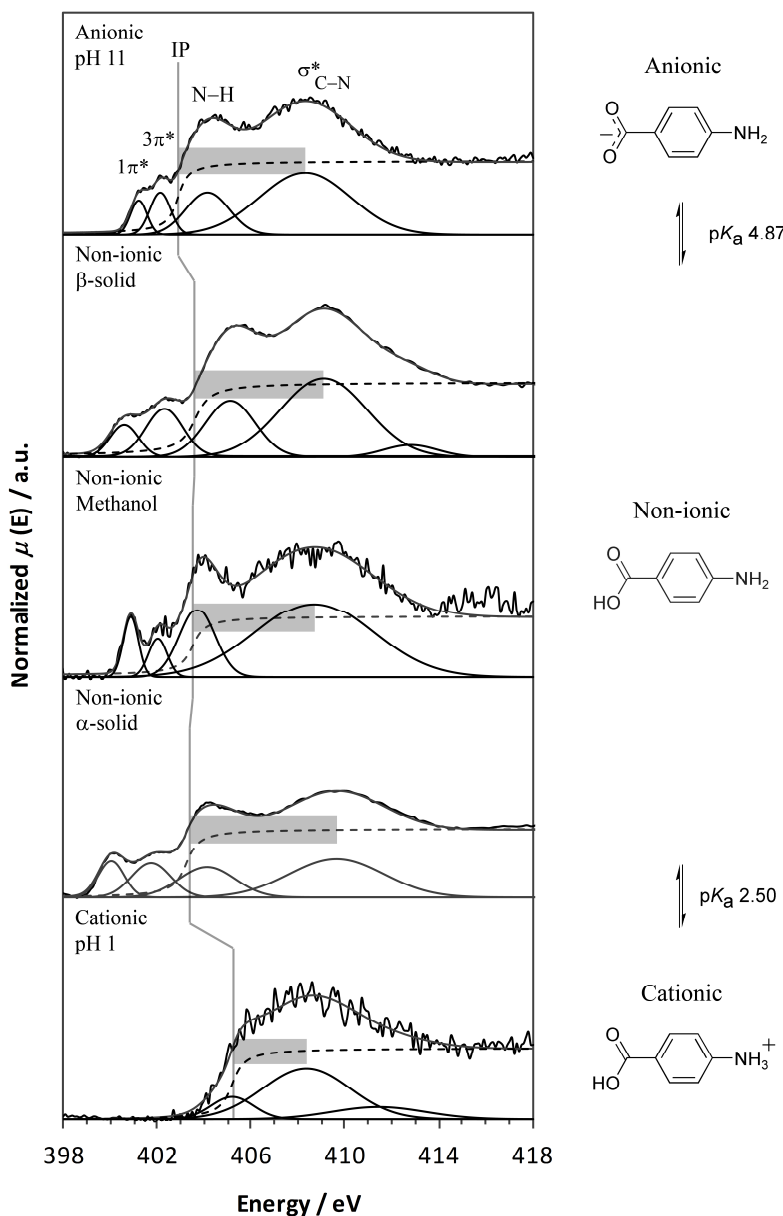 Anionic
pH 11
IP
N–H
σ*
C–N
3π*
1π*
Non-ionic
β-solid
Non-ionic
Methanol
Non-ionic
α-solid
Cationic
pH 1
Normalized μ (E) / a.u.
398 402 406 410 414 418
Energy / eV
Anionic
O
−
O
NH2
pKa 4.87
Non-ionic
O
HO
NH2
pKa 2.50
Cationic
O
HO
NH3+